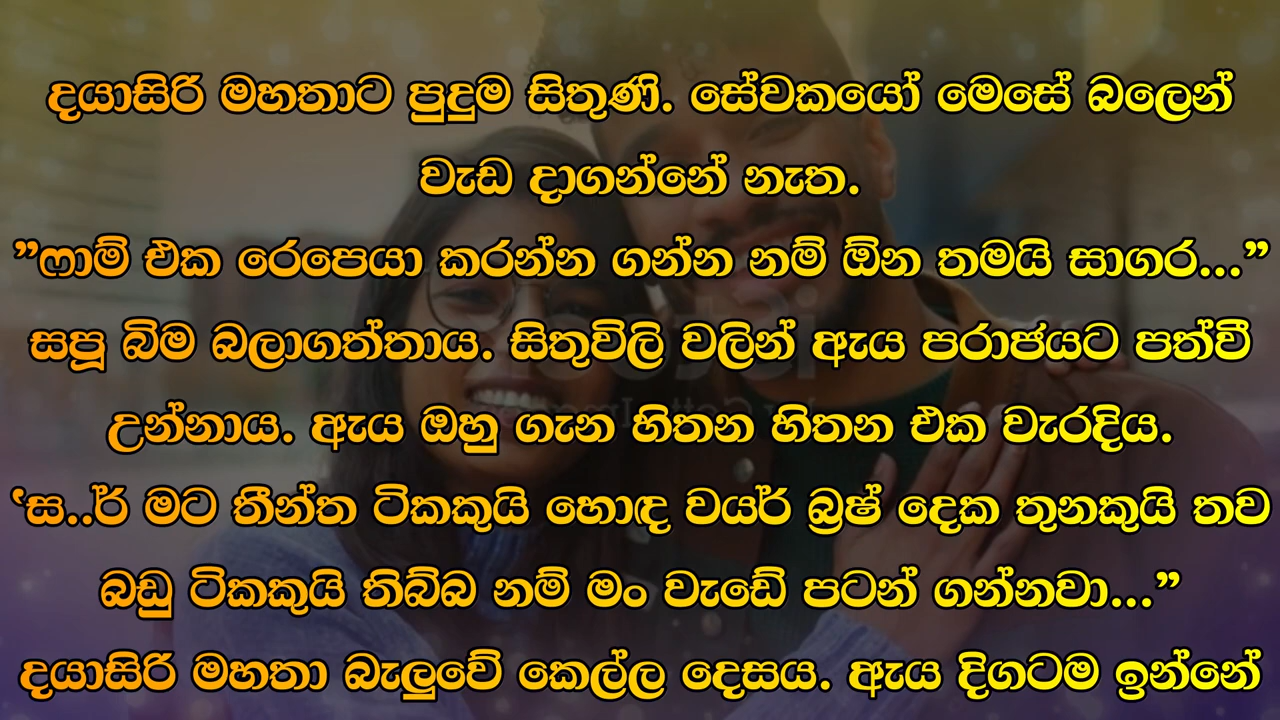 දයාසිරි මහතාට පුදුම සිතුණි. සේවකයෝ මෙසේ බලෙන්
වැඩ දාගන්නේ නැත.
”ෆාම් එක රෙපෙයා කරන්න ගන්න නම් ඕන තමයි සාගර...”
සපූ බිම බලාගත්තාය. සිතුවිලි වලින් ඇය පරාජයට පත්වී
උන්නාය. ඇය ඔහු ගැන හිතන හිතන එක වැරදිය.
‘ස..ර් මට තීන්ත ටිකකුයි හොඳ වයර් බ්‍රෂ් දෙක තුනකුයි තව
බඩු ටිකකුයි තිබ්බ නම් මං වැඩේ පටන් ගන්නවා...”
දයාසිරි මහතා බැලුවේ කෙල්ල දෙසය. ඇය දිගටම ඉන්නේ